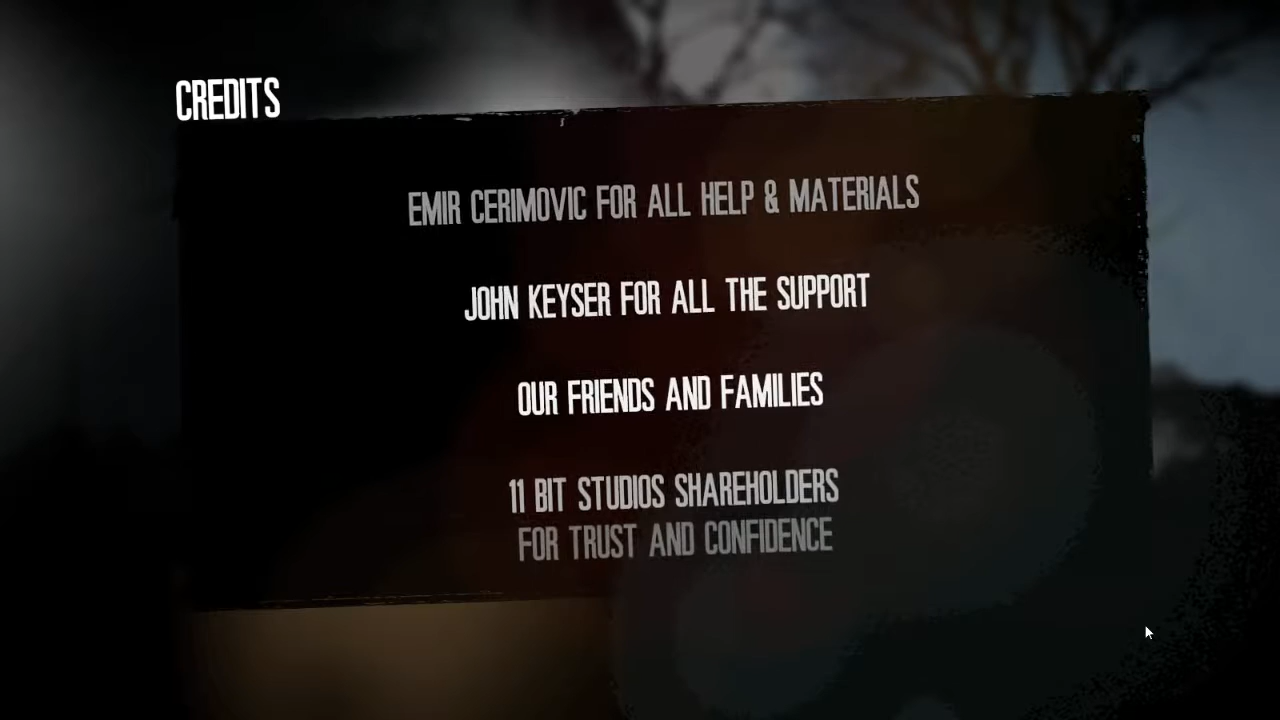 CREDITS
EMIR CERIMOVIC FOR ALL HELP & MATERIALS
JOHN KEYSER FOR ALL THE SUPPORT
OUR FRIENDS AND FAMILIES
11 BIT STUDIOS SHAREHOLDERS
FOR TRUST AND CONFIDENCE